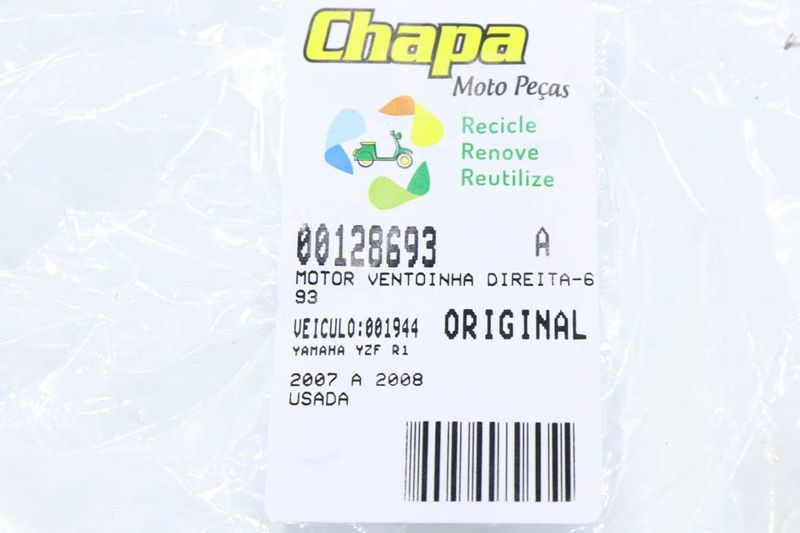 Chapa
Moto Peças
Recicle
Renove
Reutilize
00128693 A
MOTOR VENTOINHA DIREITA-6
93
VEICULO:001944 ORIGINAL
YAMAHA YZF R1
2007 A 2008
USADA